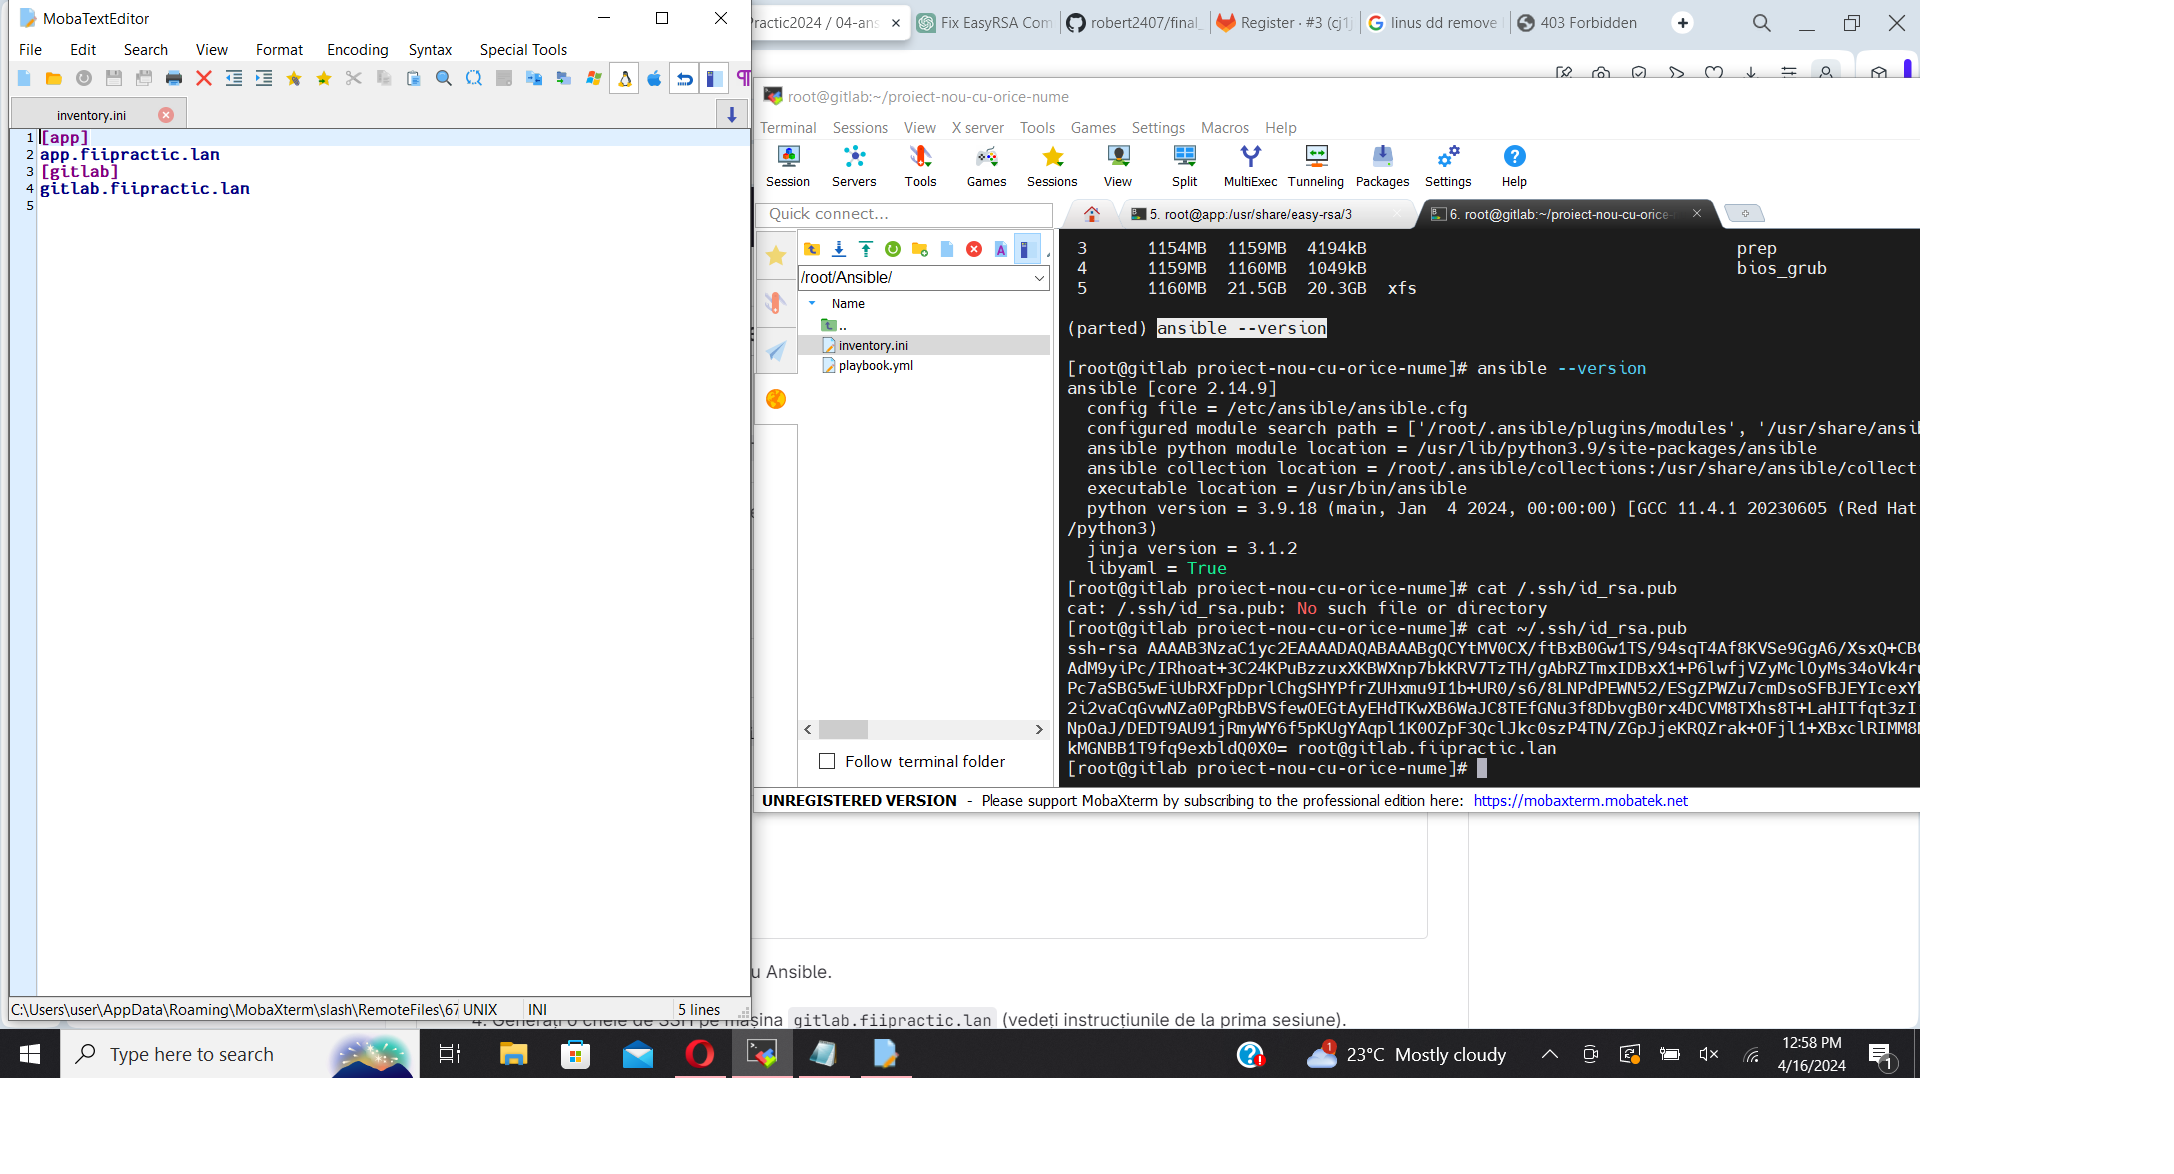 MobaTextEditor
File Edit Search View Format Encoding Syntax Special Tools
inventory.ini
1 [app]
2 app.fiipractic.lan
3 [gitlab]
4 gitlab.fiipractic.lan
5
C:\Users\user\AppData\Roaming\MobaXterm\slash\RemoteFiles\67 UNIX INI 5 lines
Practic2024 / 04-ans
Fix EasyRSA Com
robert2407/final_
Register · #3 (cj1j
linus dd remove
403 Forbidden
root@gitlab:~/proiect-nou-cu-orice-nume
Terminal Sessions View X server Tools Games Settings Macros Help
Session Servers Tools Games Sessions View Split MultiExec Tunneling Packages Settings Help
Quick connect...
5. root@app:/usr/share/easy-rsa/3
6. root@gitlab:~/proiect-nou-cu-orice-
/root/Ansible/
Name
..
inventory.ini
playbook.yml
Follow terminal folder
3 1154MB 1159MB 4194kB prep
4 1159MB 1160MB 1049kB bios_grub
5 1160MB 21.5GB 20.3GB xfs
(parted) ansible --version
[root@gitlab proiect-nou-cu-orice-nume]# ansible --version
ansible [core 2.14.9]
config file = /etc/ansible/ansible.cfg
configured module search path = ['/root/.ansible/plugins/modules', '/usr/share/ansib
ansible python module location = /usr/lib/python3.9/site-packages/ansible
ansible collection location = /root/.ansible/collections:/usr/share/ansible/collect
executable location = /usr/bin/ansible
python version = 3.9.18 (main, Jan 4 2024, 00:00:00) [GCC 11.4.1 20230605 (Red Hat
/python3)
jinja version = 3.1.2
libyaml = True
[root@gitlab proiect-nou-cu-orice-nume]# cat /.ssh/id_rsa.pub
cat: /.ssh/id_rsa.pub: No such file or directory
[root@gitlab proiect-nou-cu-orice-nume]# cat ~/.ssh/id_rsa.pub
ssh-rsa AAAAB3NzaC1yc2EAAAADAQABAAABgQCYtMV0CX/ftBxB0Gw1TS/94sqT4Af8KVSe9GgA6/XsxQ+CB
AdM9yiPc/IRhoat+3C24KPuBzzuxXKBWXnp7bkKRV7TzTH/gAbRZTmxIDBxX1+P6lwfjVZyMclOyMs34oVk4r
Pc7aSBG5wEiUbRXFpDprlChgSHYPfrZUHxmu9I1b+UR0/s6/8LNPdPEWN52/ESgZPWZu7cmDsoSFBJEYIcexY
2i2vaCqGvwNZa0PgRbBVSfewOEGtAyEHdTKwXB6WaJC8TEfGNu3f8DbvgB0rx4DCVM8TXhs8T+LaHITfqt3zI
NpOaJ/DEDT9AU91jRmyWY6f5pKUgYAqpl1K0OZpF3QclJkc0szP4TN/ZGpJjeKRQZrak+OFjl1+XBxclRIMM8
kMGNBB1T9fq9exbldQ0X0= root@gitlab.fiipractic.lan
[root@gitlab proiect-nou-cu-orice-nume]#
UNREGISTERED VERSION - Please support MobaXterm by subscribing to the professional edition here: https://mobaxterm.mobatek.net
u Ansible.
4. Generați o cheie de SSH pe mașina gitlab.fiipractic.lan (vedeți instrucțiunile de la prima sesiune).
Type here to search
1
23°C Mostly cloudy
12:58 PM
4/16/2024
1